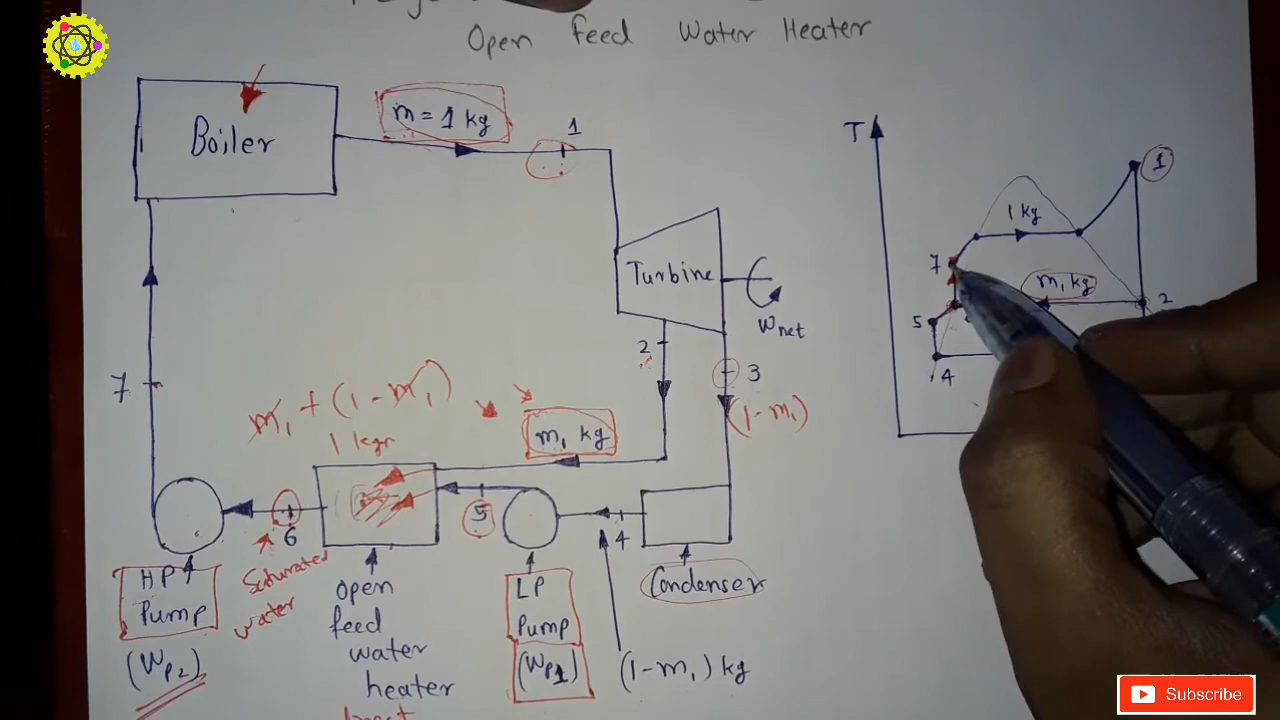 Open Feed Water Heater
Boiler
m = 1 kg
1
Turbine
Wnet
2
3
(1-m₁)
7
m₁ + (1-m₁)
1 kg
m₁ kg
5
4
6
Saturated
water
HP
Pump
(Wp2)
open
feed
water
heater
LP
Pump
(Wp1)
Condenser
(1-m₁) kg
T
1
1 kg
7
m₁ kg
2
5
4
Subscribe